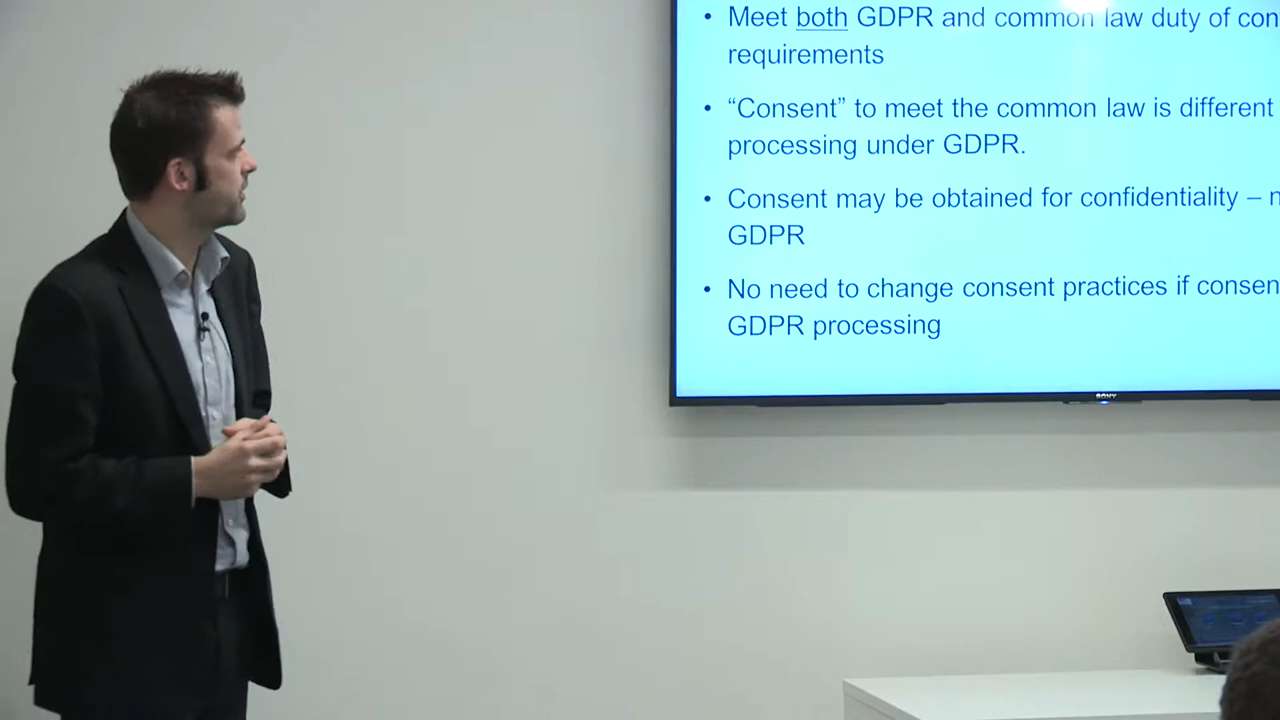 • Meet both GDPR and common law duty of con
requirements
• “Consent” to meet the common law is different
processing under GDPR.
• Consent may be obtained for confidentiality – n
GDPR
• No need to change consent practices if consen
GDPR processing
SONY